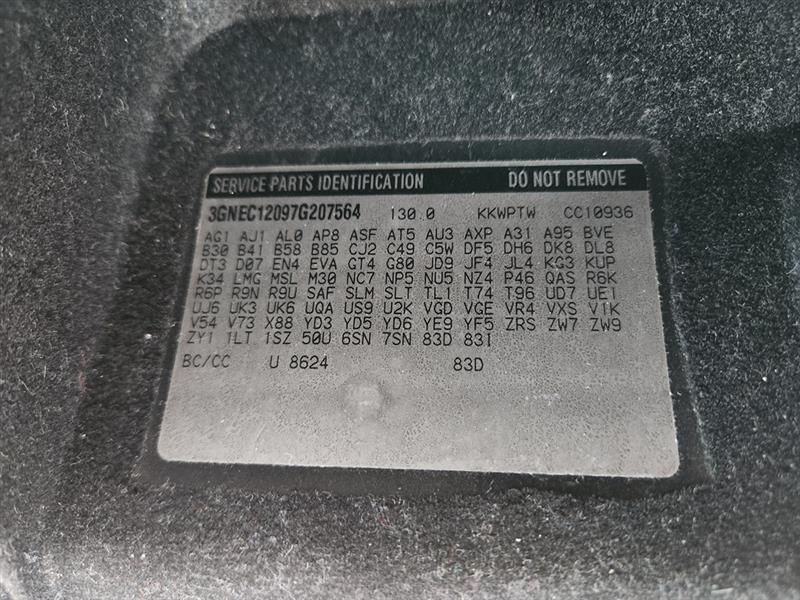 SERVICE PARTS IDENTIFICATION DO NOT REMOVE
3GNEC12097G207564 130.0 KKWPTW CC10936
AG1 AJ1 AL0 AP8 ASF AT5 AU3 AXP A31 A95 BVE
B30 B41 B58 B85 CJ2 C49 C5W DF5 DH6 DK8 DL8
DT3 D07 EN4 EVA GT4 G80 JD9 JF4 JL4 KG3 KUP
K34 LMG MSL M30 NC7 NP5 NU5 NZ4 P46 QAS R6K
R6P R9N R9U SAF SLM SLT TL1 T74 T96 UD7 UE1
UJ6 UK3 UK6 UQA US9 U2K VGD VGE VR4 VXS V1K
V54 V73 X88 YD3 YD5 YD6 YE9 YF5 ZRS ZW7 ZW9
ZY1 1LT 1SZ 50U 6SN 7SN 83D 83I
BC/CC U 8624 83D